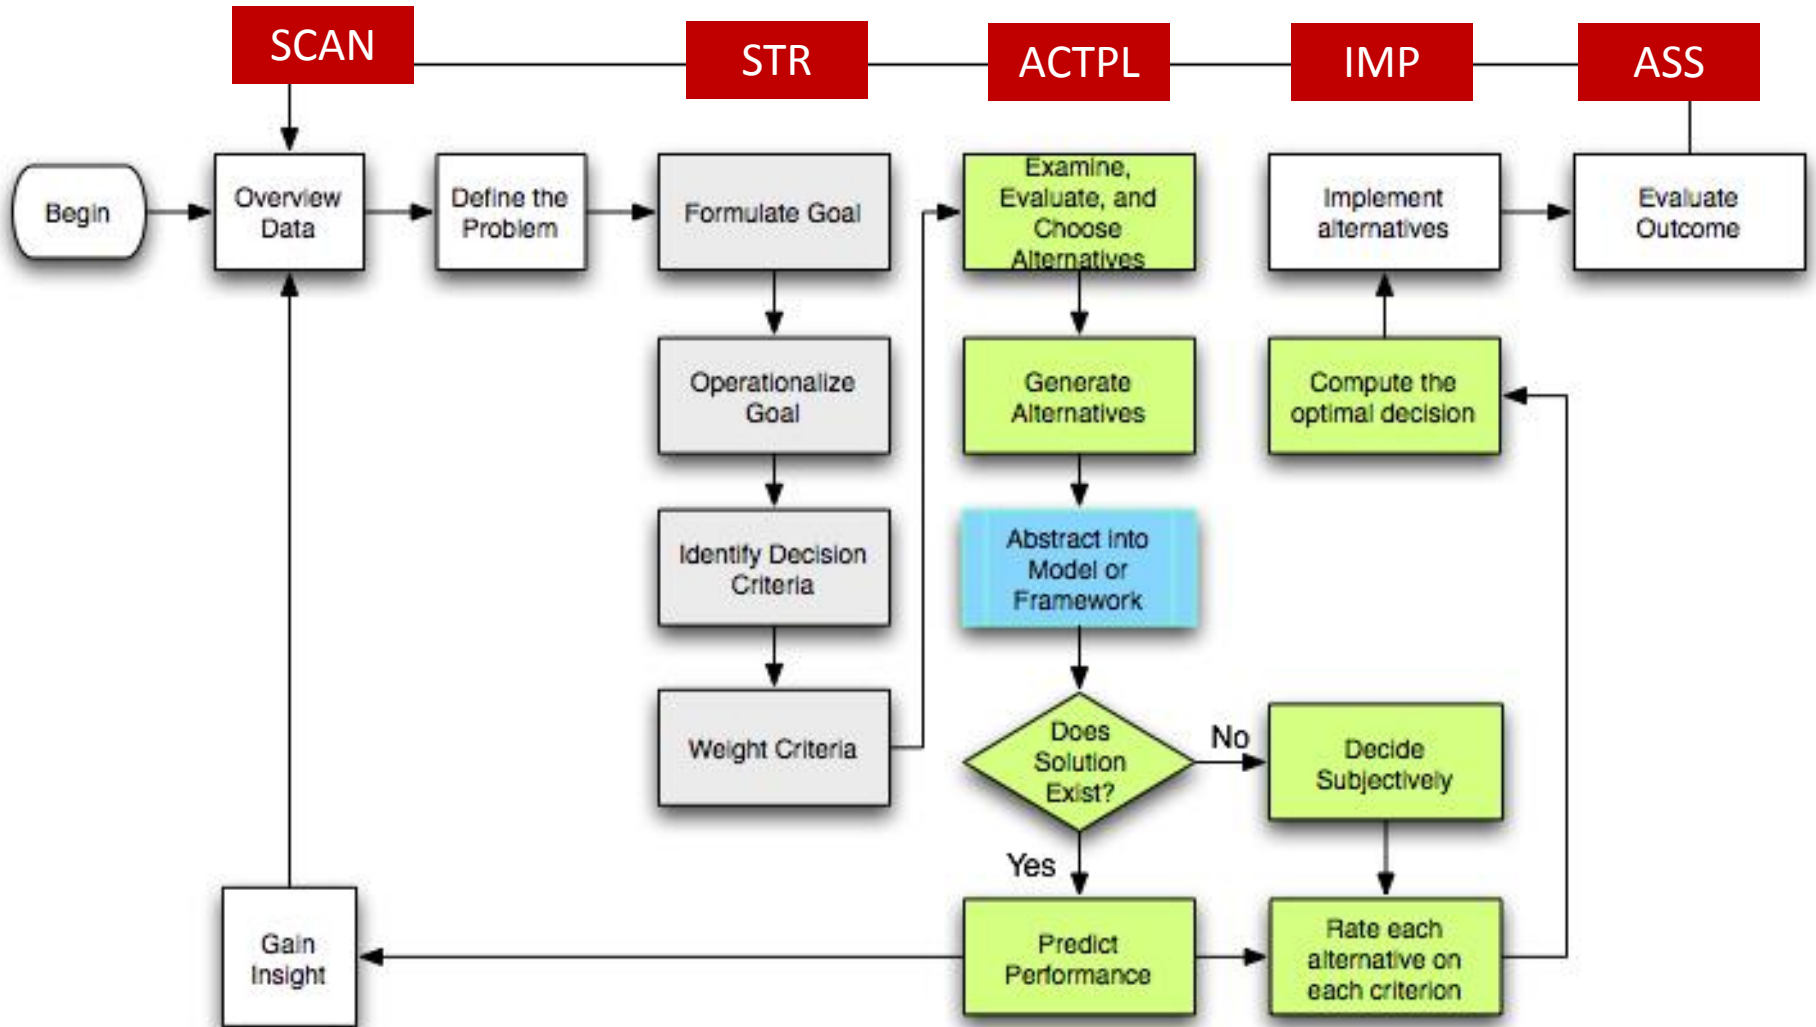 SCAN
STR
ACTPL
IMP
ASS
Begin
Overview
Data
Define the
Problem
Formulate Goal
Examine,
Evaluate, and
Choose
Alternatives
Implement
alternatives
Evaluate
Outcome
Operationalize
Goal
Generate
Alternatives
Compute the
optimal decision
Identify Decision
Criteria
Abstract into
Model or
Framework
Weight Criteria
Does
Solution
Exist?
No
Decide
Subjectively
Yes
Gain
Insight
Predict
Performance
Rate each
alternative on
each criterion